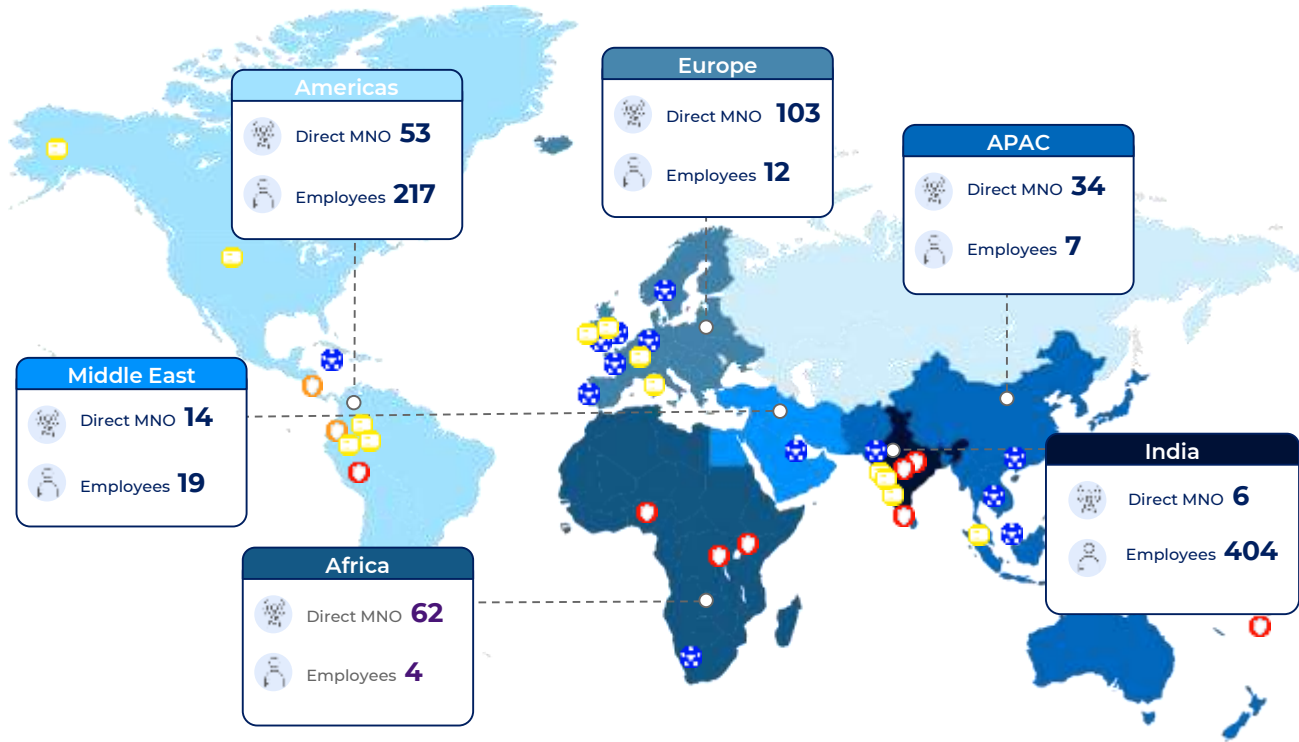 Americas
Direct MNO 53
Employees 217
Europe
Direct MNO 103
Employees 12
APAC
Direct MNO 34
Employees 7
Middle East
Direct MNO 14
Employees 19
India
Direct MNO 6
Employees 404
Africa
Direct MNO 62
Employees 4